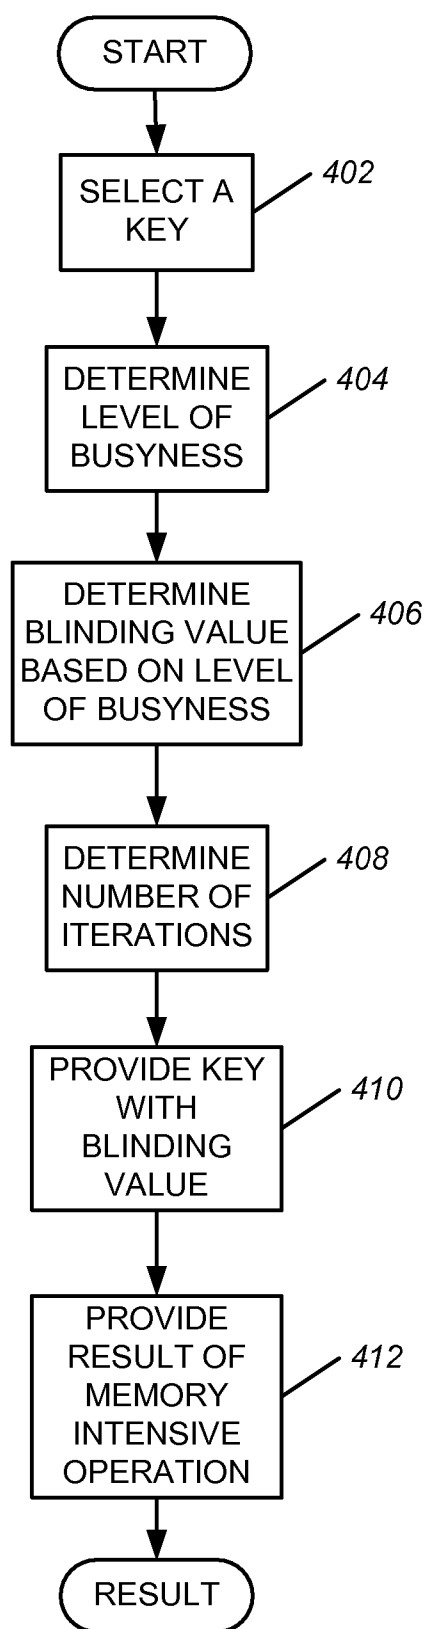 START
SELECT A
KEY
402
DETERMINE
LEVEL OF
BUSYNESS
404
DETERMINE
BLINDING VALUE
BASED ON LEVEL
OF BUSYNESS
406
DETERMINE
NUMBER OF
ITERATIONS
408
PROVIDE KEY
WITH
BLINDING
VALUE
410
PROVIDE
RESULT OF
MEMORY
INTENSIVE
OPERATION
412
RESULT